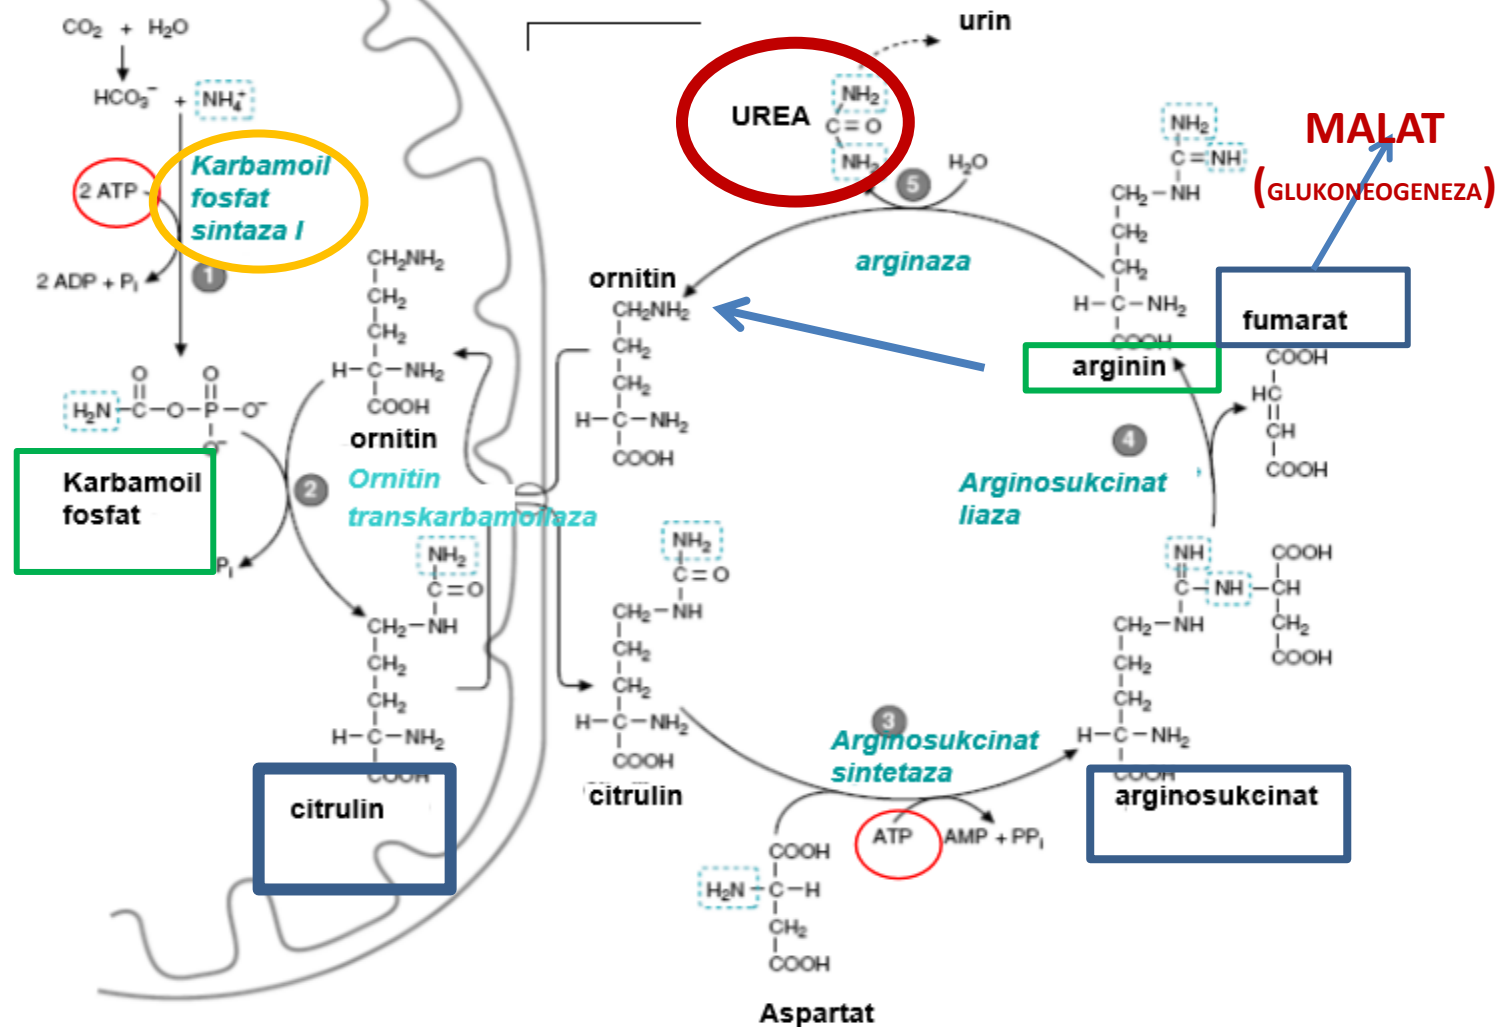 CO₂ + H₂O
HCO₃⁻ + NH₄⁺
2 ATP
Karbamoil
fosfat
sintaza I
1
2 ADP + Pᵢ
O O
H₂N–C–O–P–O⁻
O⁻
Karbamoil
fosfat
Pᵢ
CH₂NH₂
CH₂
CH₂
H–C–NH₂
COOH
ornitin
2
Ornitin
transkarbamoilaza
NH₂
C=O
CH₂–NH
CH₂
CH₂
H–C–NH₂
COOH
citrulin
ornitin
CH₂NH₂
CH₂
CH₂
H–C–NH₂
COOH
NH₂
C=O
CH₂–NH
CH₂
CH₂
H–C–NH₂
COOH
citrulin
3
Arginosukcinat
sintetaza
ATP
AMP + PPᵢ
COOH
H₂N–C–H
CH₂
COOH
Aspartat
NH COOH
C–NH–CH
CH₂–NH CH₂
CH₂ COOH
CH₂
H–C–NH₂
COOH
arginosukcinat
4
Arginosukcinat
liaza
fumarat
COOH
HC
CH
COOH
MALAT
(GLUKONEOGENEZA)
NH₂
C=NH
CH₂–NH
CH₂
CH₂
H–C–NH₂
COOH
arginin
arginaza
5
H₂O
UREA
NH₂
C=O
NH₂
urin